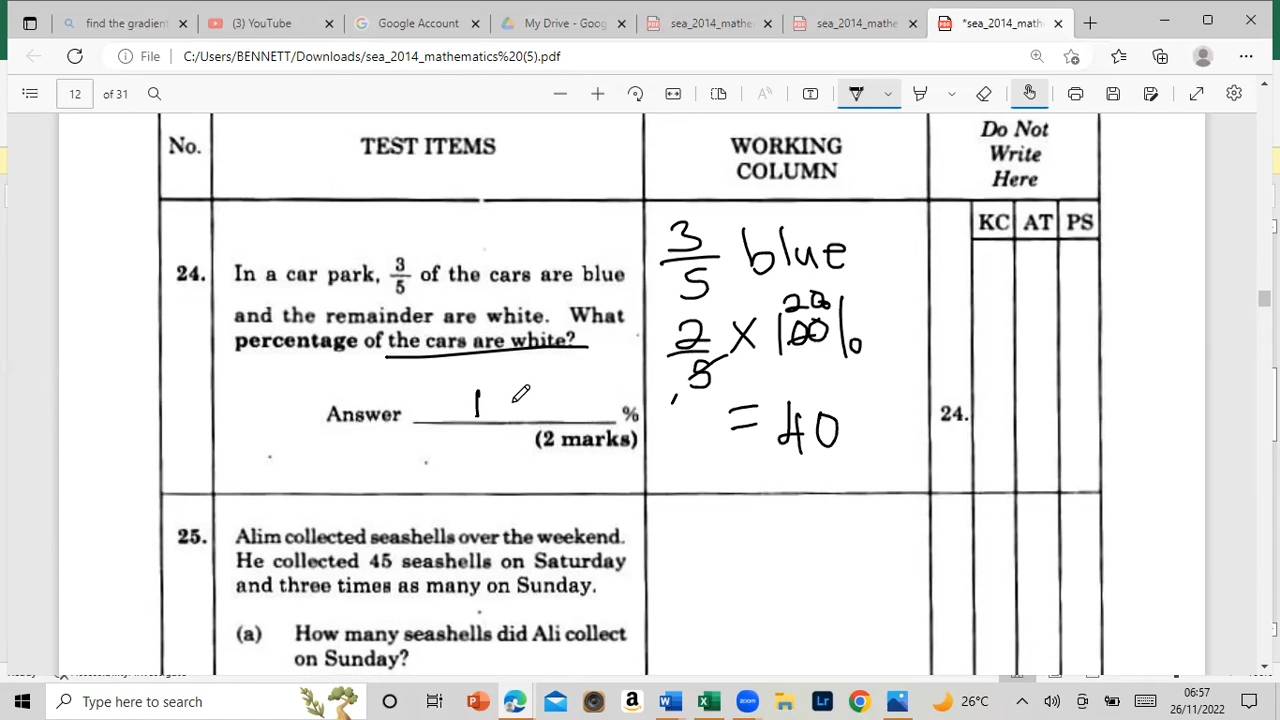 find the gradient
(3) YouTube
Google Account
My Drive - Goog
sea_2014_mathem
sea_2014_mathe
*sea_2014_math
File
C:/Users/BENNETT/Downloads/sea_2014_mathematics%20(5).pdf
12 of 31
No.
TEST ITEMS
WORKING
COLUMN
Do Not
Write
Here
KC AT PS
24. In a car park, 3/5 of the cars are blue
and the remainder are white. What
percentage of the cars are white?
Answer %
(2 marks)
3/5 blue
2/5 × 100%
20
1
= 40
24.
25. Alim collected seashells over the weekend.
He collected 45 seashells on Saturday
and three times as many on Sunday.
(a) How many seashells did Ali collect
on Sunday?
Type here to search
26°C
06:57
26/11/2022